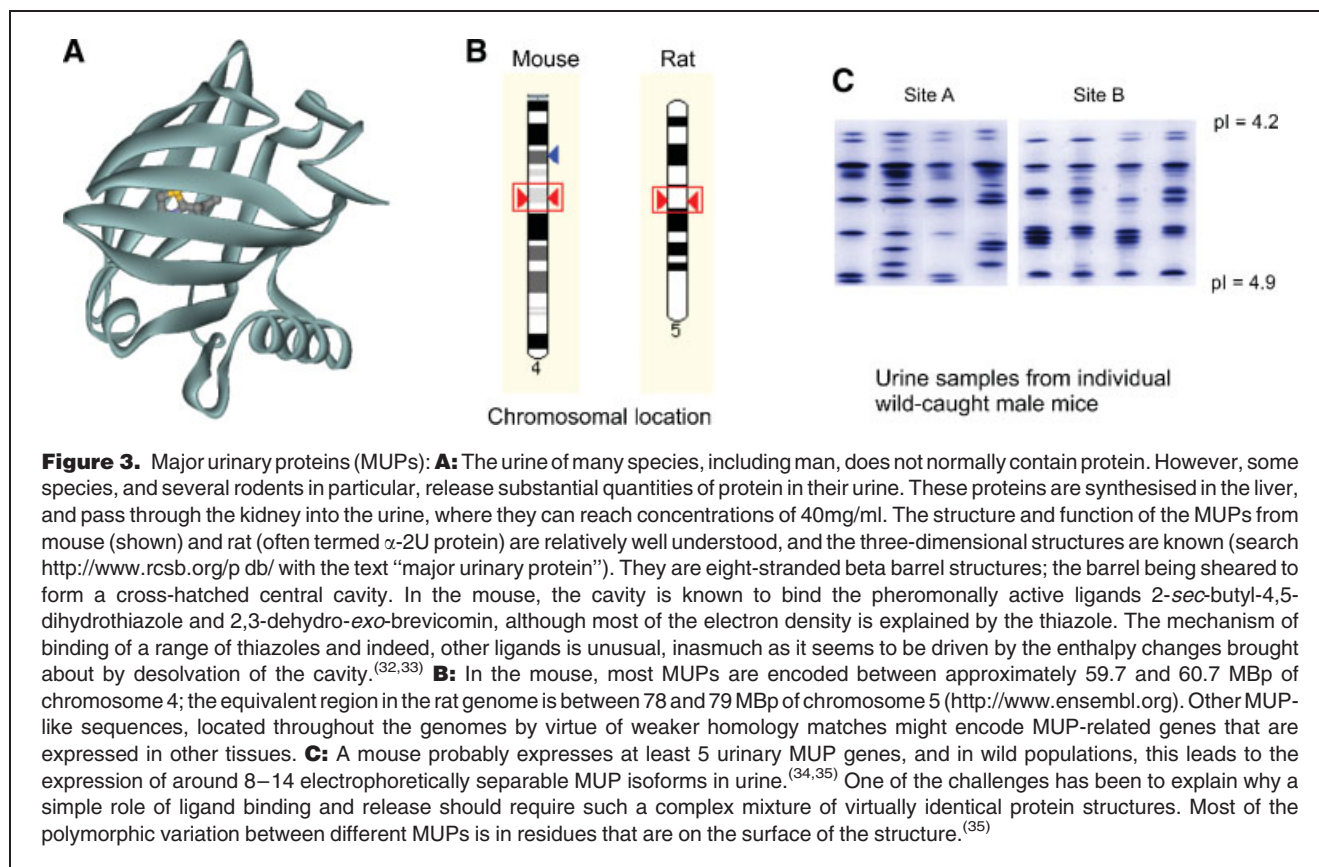 A
B
Mouse
Rat
4
5
Chromosomal location
C
Site A
Site B
pI = 4.2
pI = 4.9
Urine samples from individual
wild-caught male mice
Figure 3. Major urinary proteins (MUPs): A: The urine of many species, including man, does not normally contain protein. However, some
species, and several rodents in particular, release substantial quantities of protein in their urine. These proteins are synthesised in the liver,
and pass through the kidney into the urine, where they can reach concentrations of 40mg/ml. The structure and function of the MUPs from
mouse (shown) and rat (often termed α-2U protein) are relatively well understood, and the three-dimensional structures are known (search
http://www.rcsb.org/p db/ with the text “major urinary protein”). They are eight-stranded beta barrel structures; the barrel being sheared to
form a cross-hatched central cavity. In the mouse, the cavity is known to bind the pheromonally active ligands 2-sec-butyl-4,5-
dihydrothiazole and 2,3-dehydro-exo-brevicomin, although most of the electron density is explained by the thiazole. The mechanism of
binding of a range of thiazoles and indeed, other ligands is unusual, inasmuch as it seems to be driven by the enthalpy changes brought
about by desolvation of the cavity.(32,33) B: In the mouse, most MUPs are encoded between approximately 59.7 and 60.7 MBp of
chromosome 4; the equivalent region in the rat genome is between 78 and 79 MBp of chromosome 5 (http://www.ensembl.org). Other MUP-
like sequences, located throughout the genomes by virtue of weaker homology matches might encode MUP-related genes that are
expressed in other tissues. C: A mouse probably expresses at least 5 urinary MUP genes, and in wild populations, this leads to the
expression of around 8–14 electrophoretically separable MUP isoforms in urine.(34,35) One of the challenges has been to explain why a
simple role of ligand binding and release should require such a complex mixture of virtually identical protein structures. Most of the
polymorphic variation between different MUPs is in residues that are on the surface of the structure.(35)